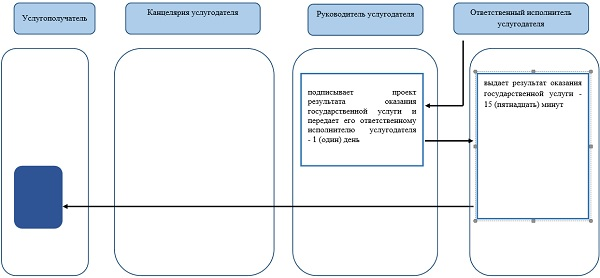 Услугополучатель
Канцелярия услугодателя
Руководитель услугодателя
Ответственный исполнитель
услугодателя
подписывает проект
результата оказания
государственной услуги и
передает его ответственному
исполнителю услугодателя
- 1 (один) день
выдает результат оказания
государственной услуги -
15 (пятнадцать) минут